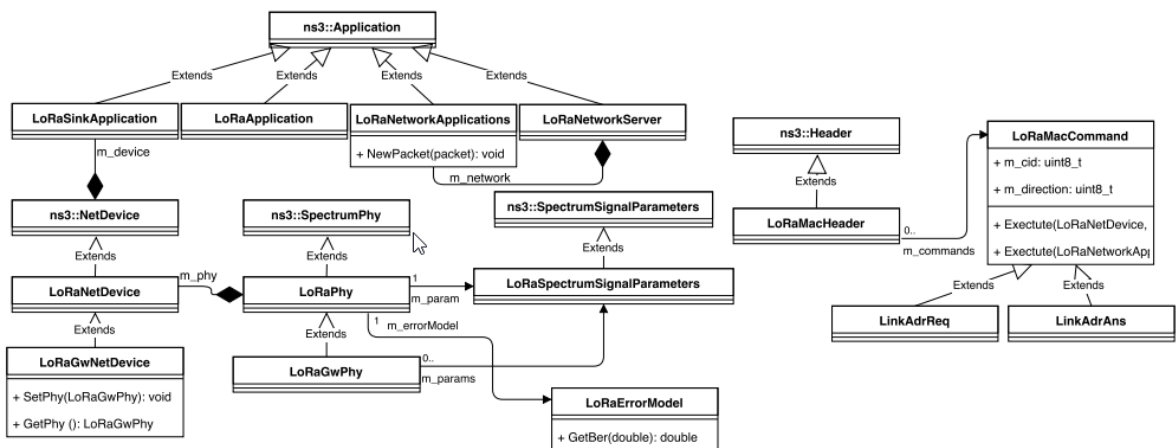 ns3::Application
Extends
Extends
Extends
Extends
LoRaSinkApplication
LoRaApplication
LoRaNetworkApplications
+ NewPacket(packet): void
LoRaNetworkServer
m_device
m_network
ns3::Header
Extends
LoRaMacHeader
0..
m_commands
LoRaMacCommand
+ m_cid: uint8_t
+ m_direction: uint8_t
+ Exectute(LoRaNetDevice,
+ Exectute(LoRaNetworkApp
Extends
Extends
LinkAdrReq
LinkAdrAns
ns3::NetDevice
ns3::SpectrumPhy
ns3::SpectrumSignalParameters
Extends
Extends
Extends
m_phy
LoRaNetDevice
LoRaPhy
1
m_param
LoRaSpectrumSignalParameters
Extends
Extends
1
m_errorModel
LoRaGwNetDevice
+ SetPhy(LoRaGwPhy): void
+ GetPhy (): LoRaGwPhy
LoRaGwPhy
0..
m_params
LoRaErrorModel
+ GetBer(double): double